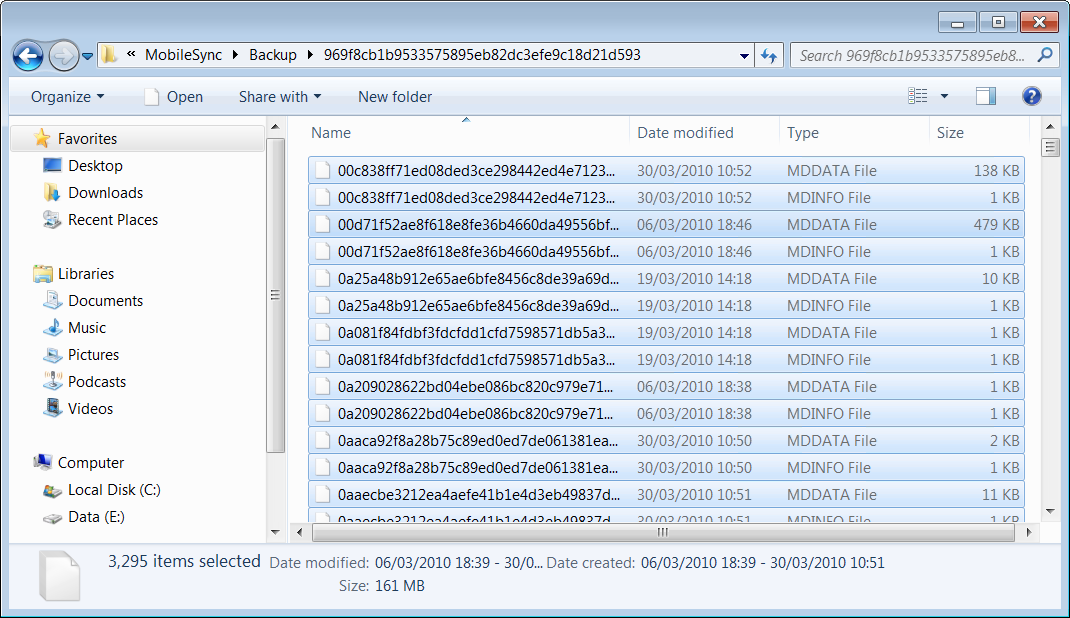 « MobileSync Backup 969f8cb1b9533575895eb82dc3efe9c18d21d593
Search 969f8cb1b9533575895eb8...
Organize Open Share with New folder
Favorites
Desktop
Downloads
Recent Places
Libraries
Documents
Music
Pictures
Podcasts
Videos
Computer
Local Disk (C:)
Data (E:)
Name Date modified Type Size
00c838ff71ed08ded3ce298442ed4e7123... 30/03/2010 10:52 MDDATA File 138 KB
00c838ff71ed08ded3ce298442ed4e7123... 30/03/2010 10:52 MDINFO File 1 KB
00d71f52ae8f618e8fe36b4660da49556bf... 06/03/2010 18:46 MDDATA File 479 KB
00d71f52ae8f618e8fe36b4660da49556bf... 06/03/2010 18:46 MDINFO File 1 KB
0a25a48b912e65ae6bfe8456c8de39a69d... 19/03/2010 14:18 MDDATA File 10 KB
0a25a48b912e65ae6bfe8456c8de39a69d... 19/03/2010 14:18 MDINFO File 1 KB
0a081f84fdbf3fdcfdd1cfd7598571db5a3... 19/03/2010 14:18 MDDATA File 1 KB
0a081f84fdbf3fdcfdd1cfd7598571db5a3... 19/03/2010 14:18 MDINFO File 1 KB
0a209028622bd04ebe086bc820c979e71... 06/03/2010 18:38 MDDATA File 1 KB
0a209028622bd04ebe086bc820c979e71... 06/03/2010 18:38 MDINFO File 1 KB
0aaca92f8a28b75c89ed0ed7de061381ea... 30/03/2010 10:50 MDDATA File 2 KB
0aaca92f8a28b75c89ed0ed7de061381ea... 30/03/2010 10:50 MDINFO File 1 KB
0aaecbe3212ea4aefe41b1e4d3eb49837d... 30/03/2010 10:51 MDDATA File 11 KB
0aaecbe3212ea4aefe41b1e4d3eb49837d... 30/03/2010 10:51 MDINFO File 1 KB
3,295 items selected Date modified: 06/03/2010 18:39 - 30/0... Date created: 06/03/2010 18:39 - 30/03/2010 10:51
Size: 161 MB